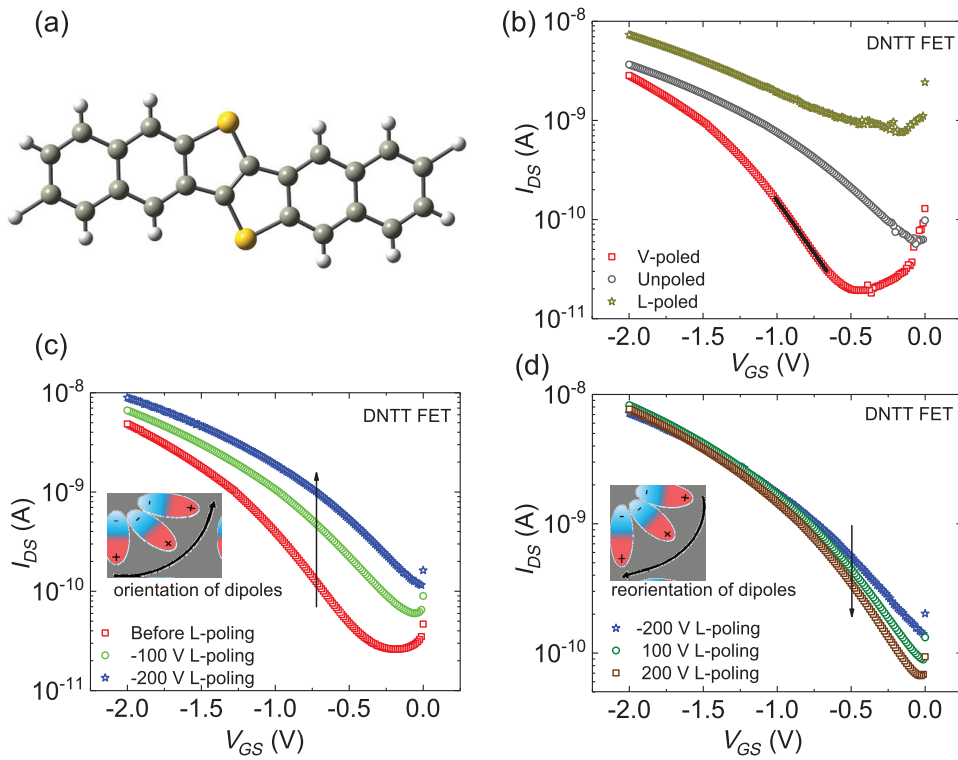 (a)
(b)
10⁻⁸
10⁻⁹
10⁻¹⁰
10⁻¹¹
I_DS (A)
DNTT FET
V-poled
Unpoled
L-poled
-2.0 -1.5 -1.0 -0.5 0.0
V_GS (V)
(c)
10⁻⁸
10⁻⁹
10⁻¹⁰
10⁻¹¹
I_DS (A)
DNTT FET
- - - + + +
orientation of dipoles
Before L-poling
-100 V L-poling
-200 V L-poling
-2.0 -1.5 -1.0 -0.5 0.0
V_GS (V)
(d)
10⁻⁸
10⁻⁹
10⁻¹⁰
I_DS (A)
DNTT FET
- - - + + +
reorientation of dipoles
-200 V L-poling
100 V L-poling
200 V L-poling
-2.0 -1.5 -1.0 -0.5 0.0
V_GS (V)